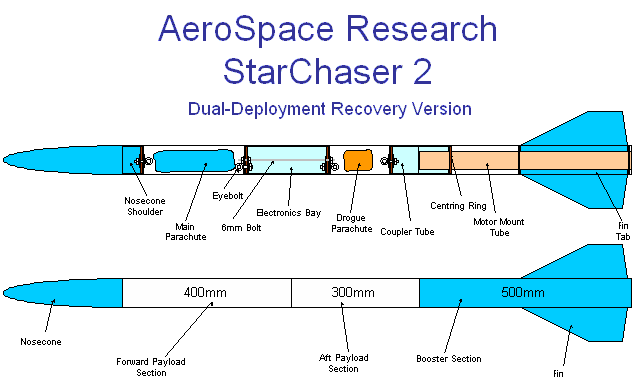 AeroSpace Research
StarChaser 2
Dual-Deployment Recovery Version
Nosecone
Shoulder
Main
Parachute
Eyebolt
6mm Bolt
Electronics Bay
Drogue
Parachute
Coupler Tube
Centring Ring
Motor Mount
Tube
fin
Tab
400mm
300mm
500mm
Nosecone
Forward Payload
Section
Aft Payload
Section
Booster Section
fin